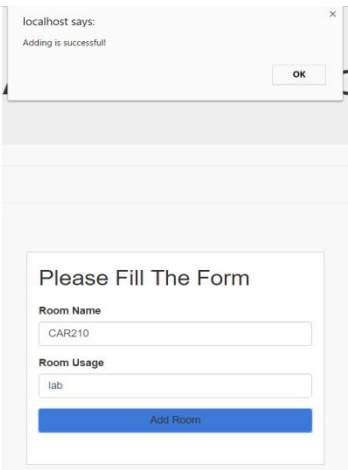 localhost says:
Adding is successful!
OK
Please Fill The Form
Room Name
CAR210
Room Usage
lab
Add Room